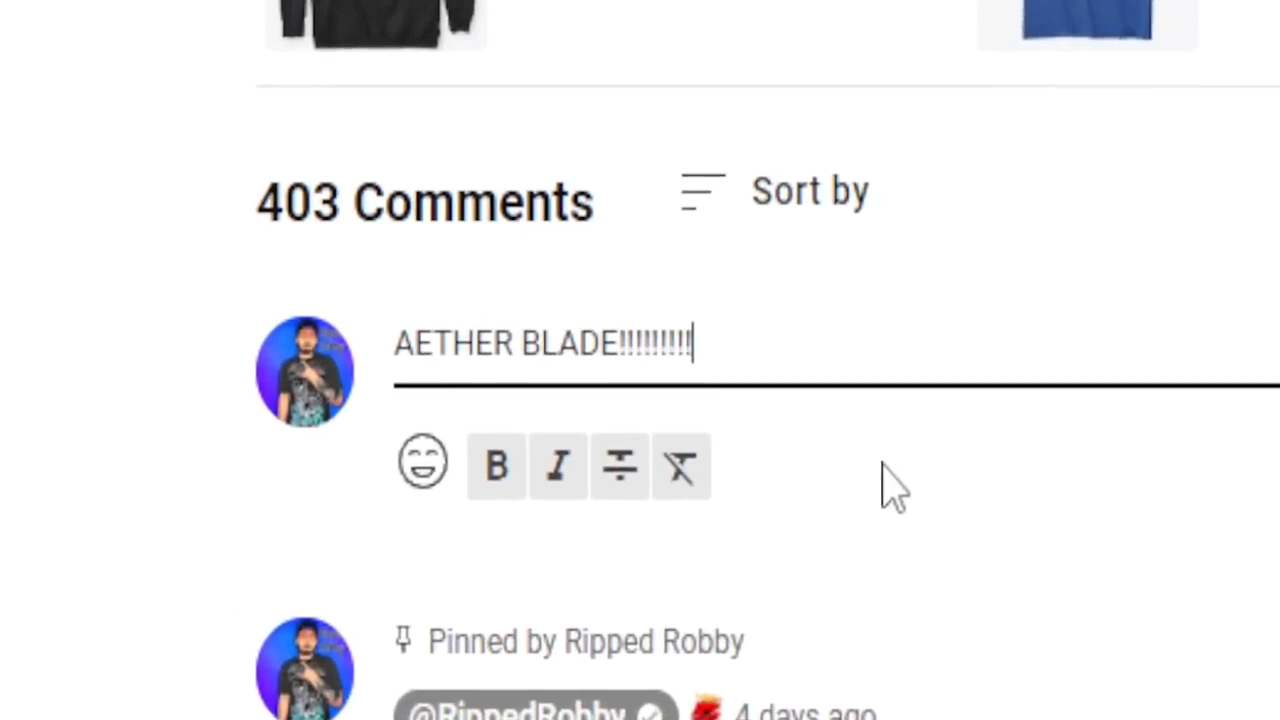 403 Comments
Sort by
AETHER BLADE!!!!!!!!!
B I T T
Pinned by Ripped Robby
@RippedRobby
4 days ago